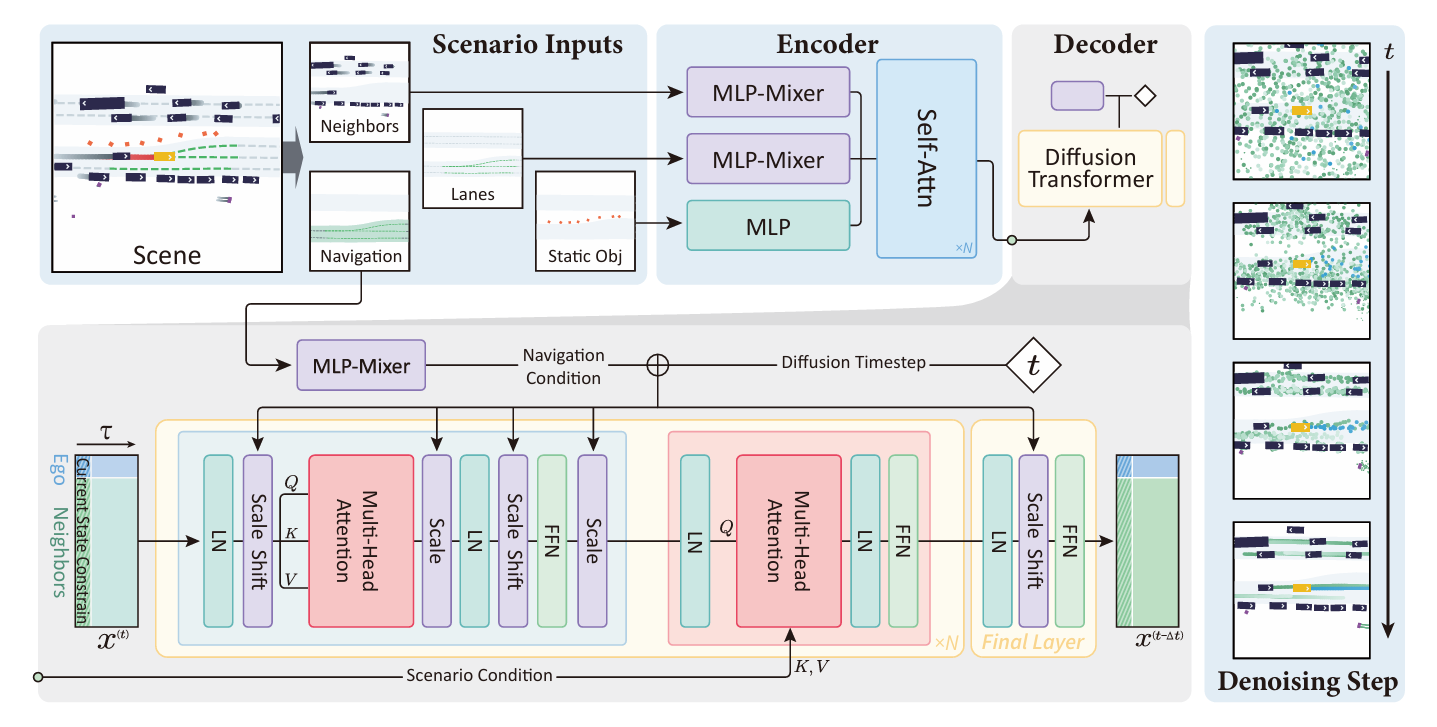 Scenario Inputs
Scene
Neighbors
Lanes
Navigation
Static Obj
Encoder
MLP-Mixer
MLP-Mixer
MLP
Self-Attn
×N
Decoder
Diffusion
Transformer
t
Denoising Step
MLP-Mixer
Navigation
Condition
Diffusion Timestep
t
τ
Ego
Neighbors
Current State Constrain
x⁽ᵗ⁾
LN
Scale Shift
Q
K
V
Multi-Head
Attention
Scale
LN
Scale Shift
FFN
Scale
LN
Q
Multi-Head
Attention
LN
FFN
×N
LN
Scale Shift
FFN
Final Layer
x⁽ᵗ⁻Δᵗ⁾
Scenario Condition
K, V